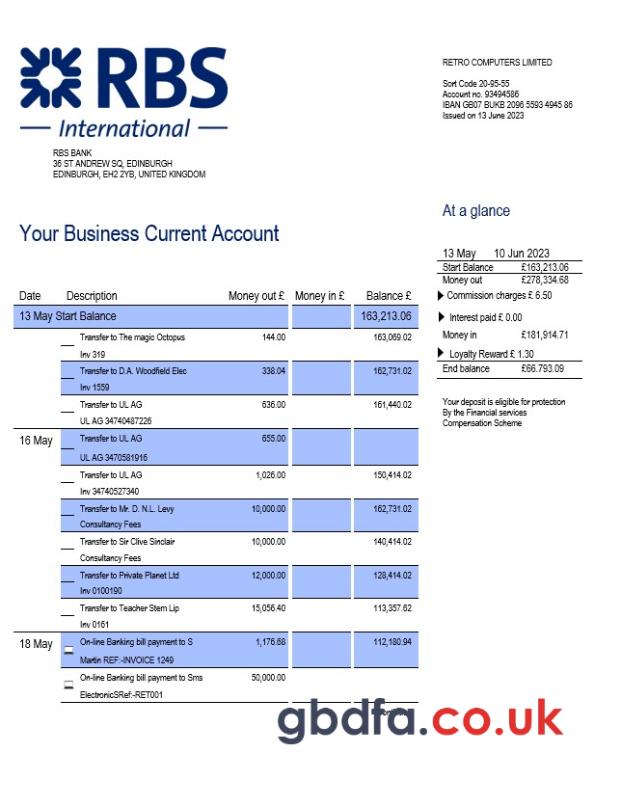 RBS
International
RBS BANK
36 ST ANDREW SQ, EDINBURGH
EDINBURGH, EH2 2YB, UNITED KINGDOM
RETRO COMPUTERS LIMITED
Sort Code 20-95-55
Account no. 93494586
IBAN GB07 BUKB 2096 5593 4945 86
Issued on 13 June 2023
Your Business Current Account
At a glance
13 May 10 Jun 2023
Start Balance £163,213.06
Money out £278,334.68
Commission charges £ 6.50
Interest paid £ 0.00
Money in £181,914.71
Loyalty Reward £ 1.30
End balance £66.793.09
Your deposit is eligible for protection
By the Financial services
Compensation Scheme
Date Description Money out £ Money in £ Balance £
13 May Start Balance 163,213.06
Transfer to The magic Octopus 144.00 163,069.02
Inv 319
Transfer to D.A. Woodfield Elec 338.04 162,731.02
Inv 1559
Transfer to UL AG 636.00 161,440.02
UL AG 34740487226
16 May Transfer to UL AG 655.00
UL AG 3470581916
Transfer to UL AG 1,026.00 150,414.02
Inv 34740527340
Transfer to Mr. D. N.L. Levy 10,000.00 162,731.02
Consultancy Fees
Transfer to Sir Clive Sinclair 10,000.00 140,414.02
Consultancy Fees
Transfer to Private Planet Ltd 12,000.00 128,414.02
Inv 0100190
Transfer to Teacher Stem Lip 15,056.40 113,357.62
Inv 0161
18 May On-line Banking bill payment to S 1,176.68 112,180.94
Martin REF:-INVOICE 1249
On-line Banking bill payment to Sms 50,000.00
ElectronicSRef:-RET001
gbdfa.co.uk